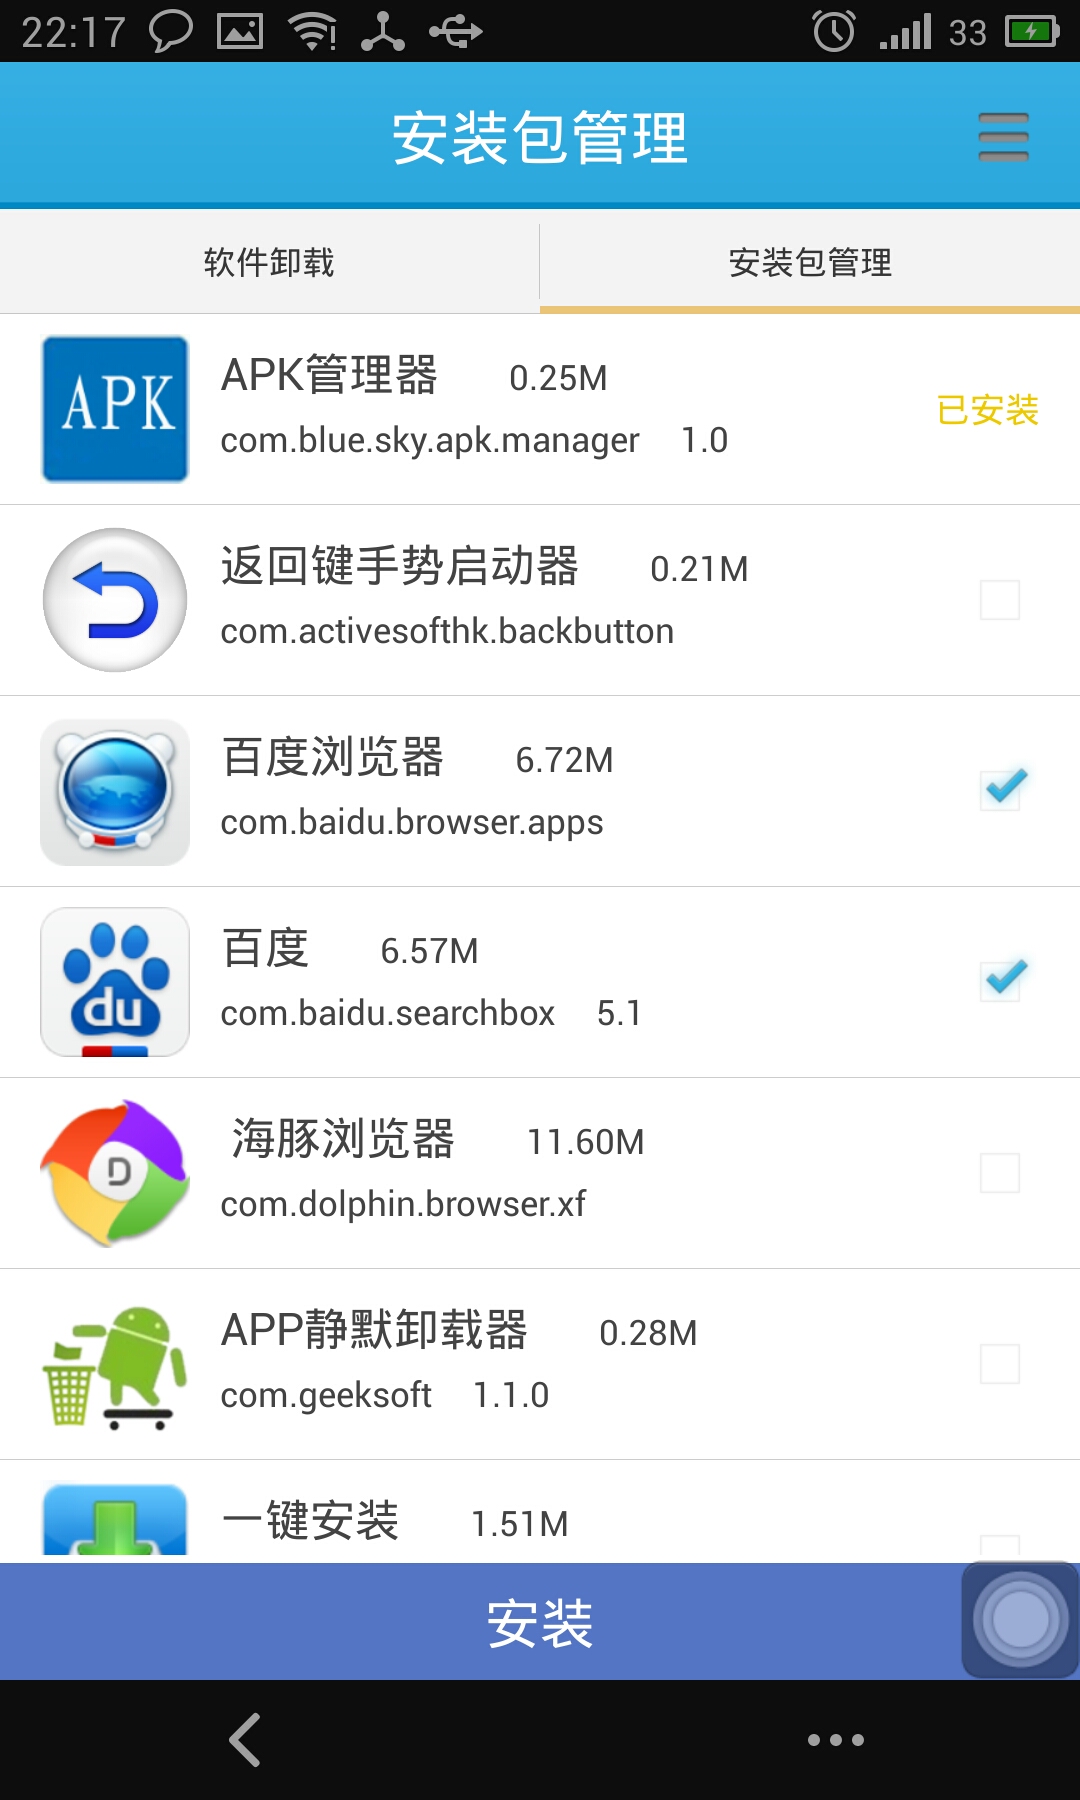 22:17 33
安装包管理
软件卸载 安装包管理
APK
APK管理器 0.25M
com.blue.sky.apk.manager 1.0
已安装
返回键手势启动器 0.21M
com.activesofthk.backbutton
百度浏览器 6.72M
com.baidu.browser.apps
du
百度 6.57M
com.baidu.searchbox 5.1
D
海豚浏览器 11.60M
com.dolphin.browser.xf
APP静默卸载器 0.28M
com.geeksoft 1.1.0
一键安装 1.51M
安装